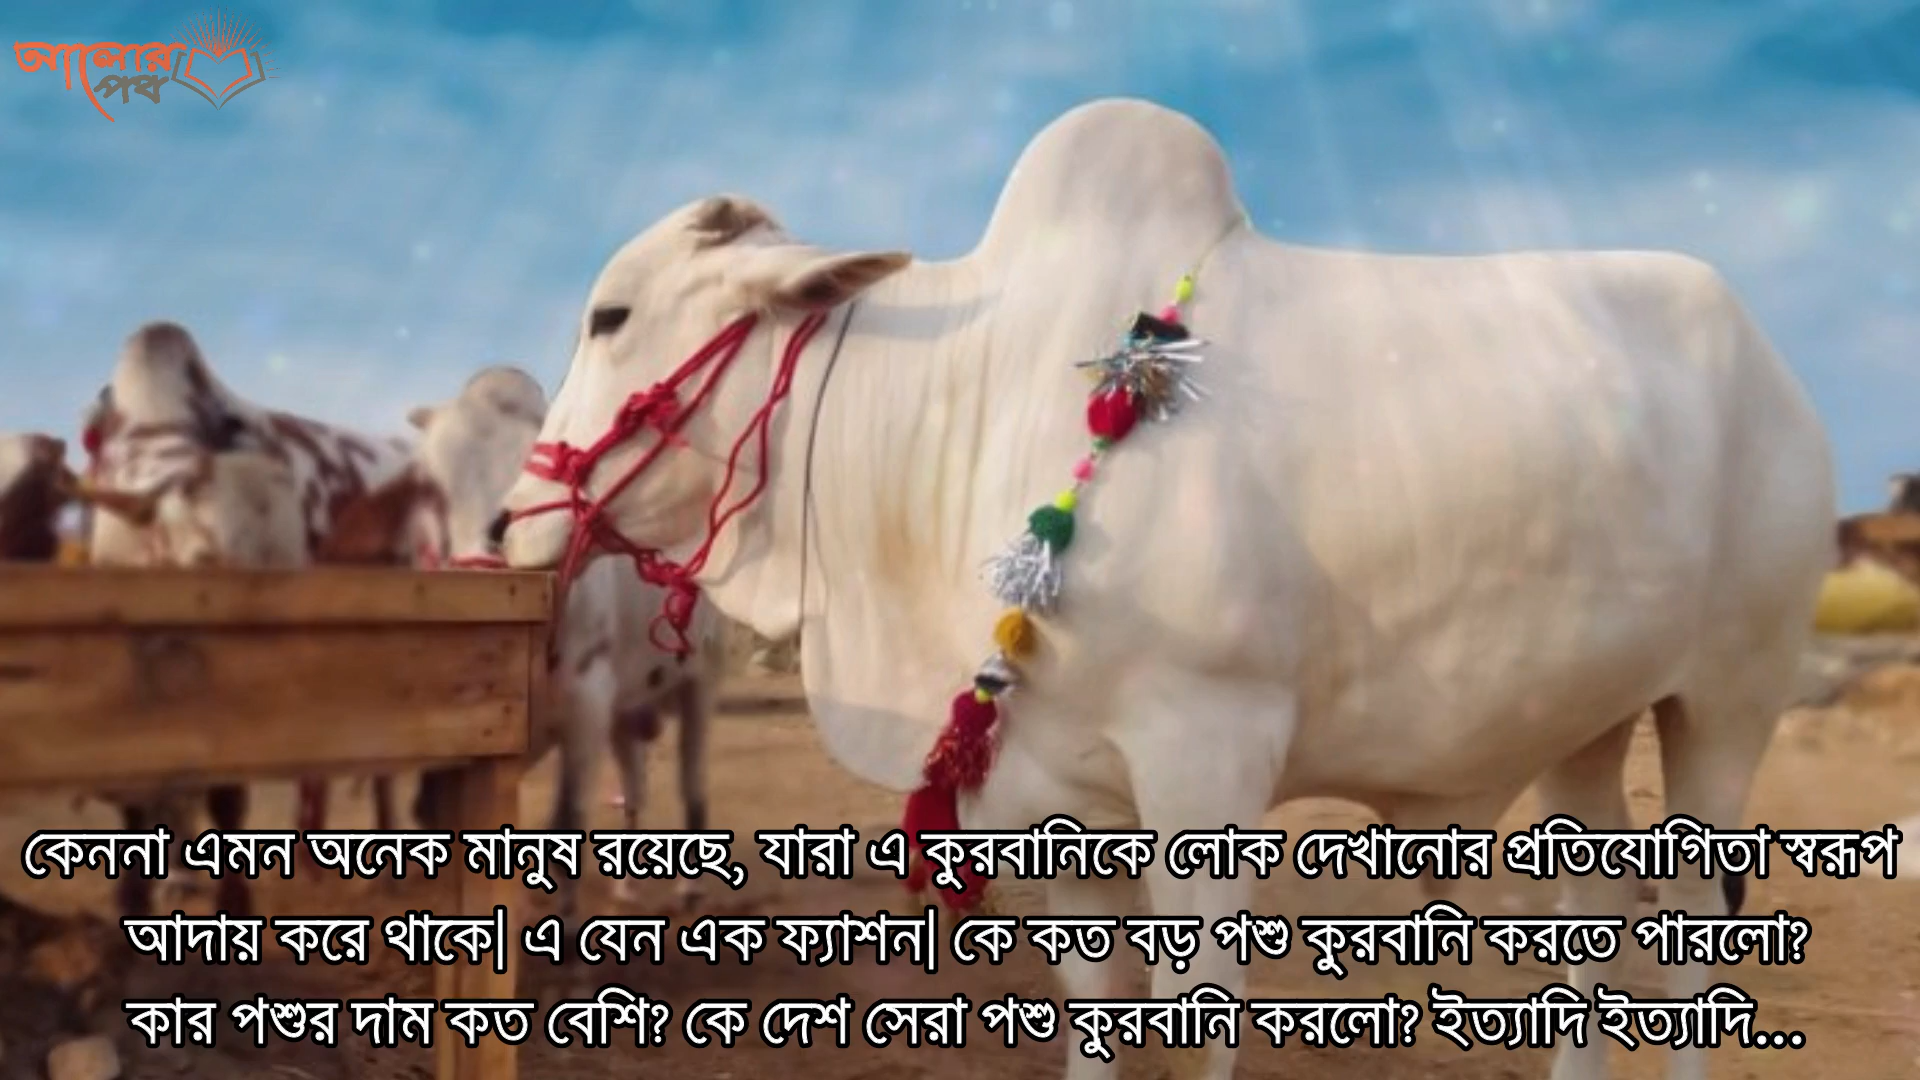 আলোর
পথ
কেননা এমন অনেক মানুষ রয়েছে, যারা এ কুরবানিকে লোক দেখানোর প্রতিযোগিতা স্বরূপ
আদায় করে থাকে| এ যেন এক ফ্যাশন| কে কত বড় পশু কুরবানি করতে পারলো?
কার পশুর দাম কত বেশি? কে দেশ সেরা পশু কুরবানি করলো? ইত্যাদি ইত্যাদি...